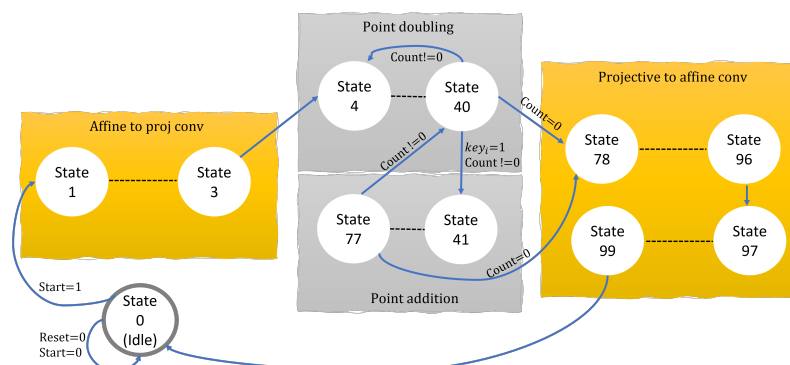 Point doubling
Count!=0
State
4
State
40
Projective to affine conv
Count=0
Affine to proj conv
Count !=0
key_i=1
Count !=0
State
1
State
3
State
78
State
96
State
77
State
41
State
99
State
97
Count=0
Point addition
Start=1
State
0
(Idle)
Reset=0
Start=0